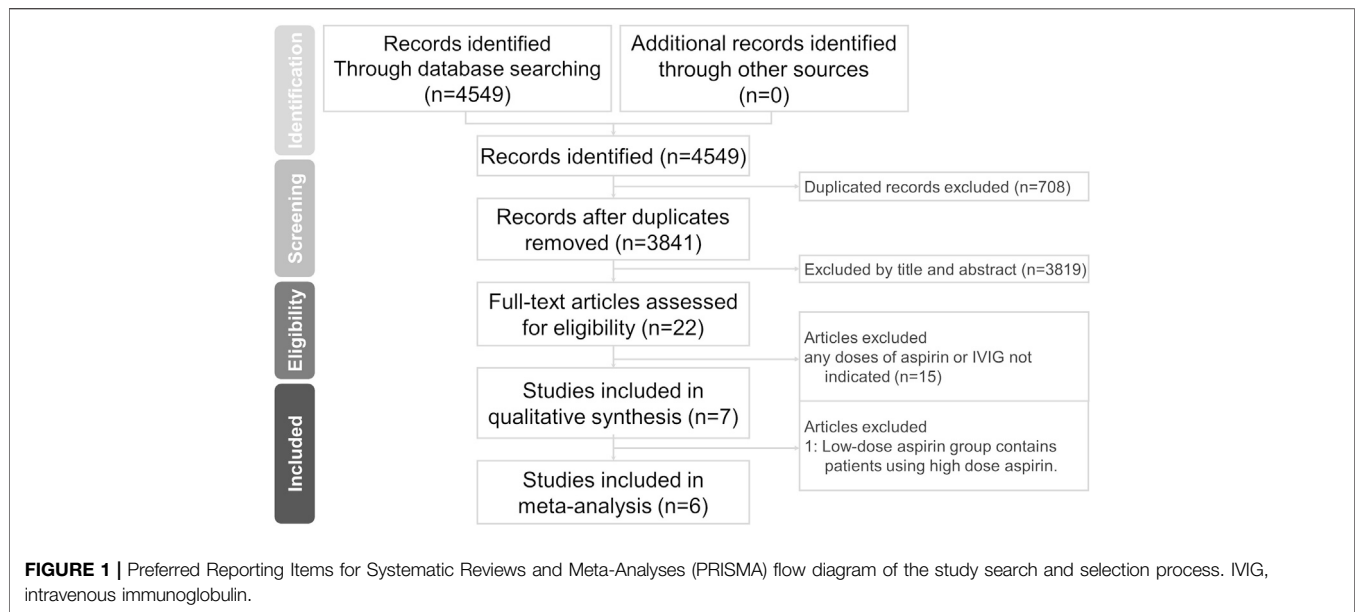 Identification
Records identified
Through database searching
(n=4549)
Additional records identified
through other sources
(n=0)
Records identified (n=4549)
Screening
Duplicated records excluded (n=708)
Records after duplicates
removed (n=3841)
Excluded by title and abstract (n=3819)
Eligibility
Full-text articles assessed
for eligibility (n=22)
Articles excluded
any doses of aspirin or IVIG not
indicated (n=15)
Included
Studies included in
qualitative synthesis (n=7)
Articles excluded
1: Low-dose aspirin group contains
patients using high dose aspirin.
Studies included in
meta-analysis (n=6)
FIGURE 1 | Preferred Reporting Items for Systematic Reviews and Meta-Analyses (PRISMA) flow diagram of the study search and selection process. IVIG,
intravenous immunoglobulin.